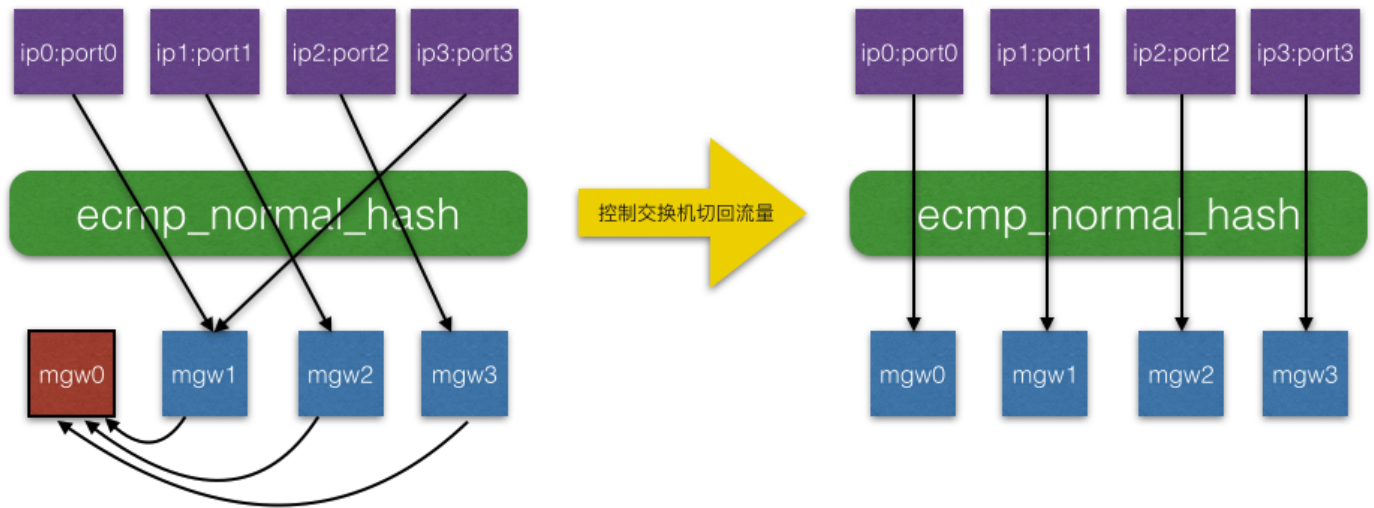 ip0:port0
ip1:port1
ip2:port2
ip3:port3
ecmp_normal_hash
mgw0
mgw1
mgw2
mgw3
控制交换机切回流量
ip0:port0
ip1:port1
ip2:port2
ip3:port3
ecmp_normal_hash
mgw0
mgw1
mgw2
mgw3